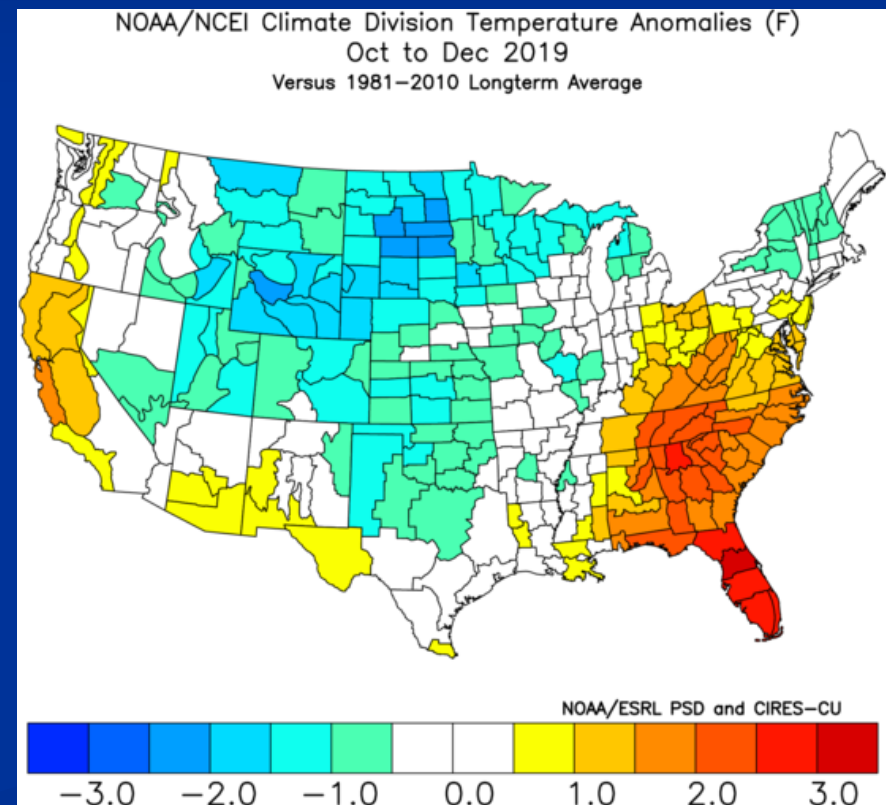 NOAA/NCEI Climate Division Temperature Anomalies (F)
Oct to Dec 2019
Versus 1981−2010 Longterm Average
NOAA/ESRL PSD and CIRES−CU
−3.0 −2.0 −1.0 0.0 1.0 2.0 3.0